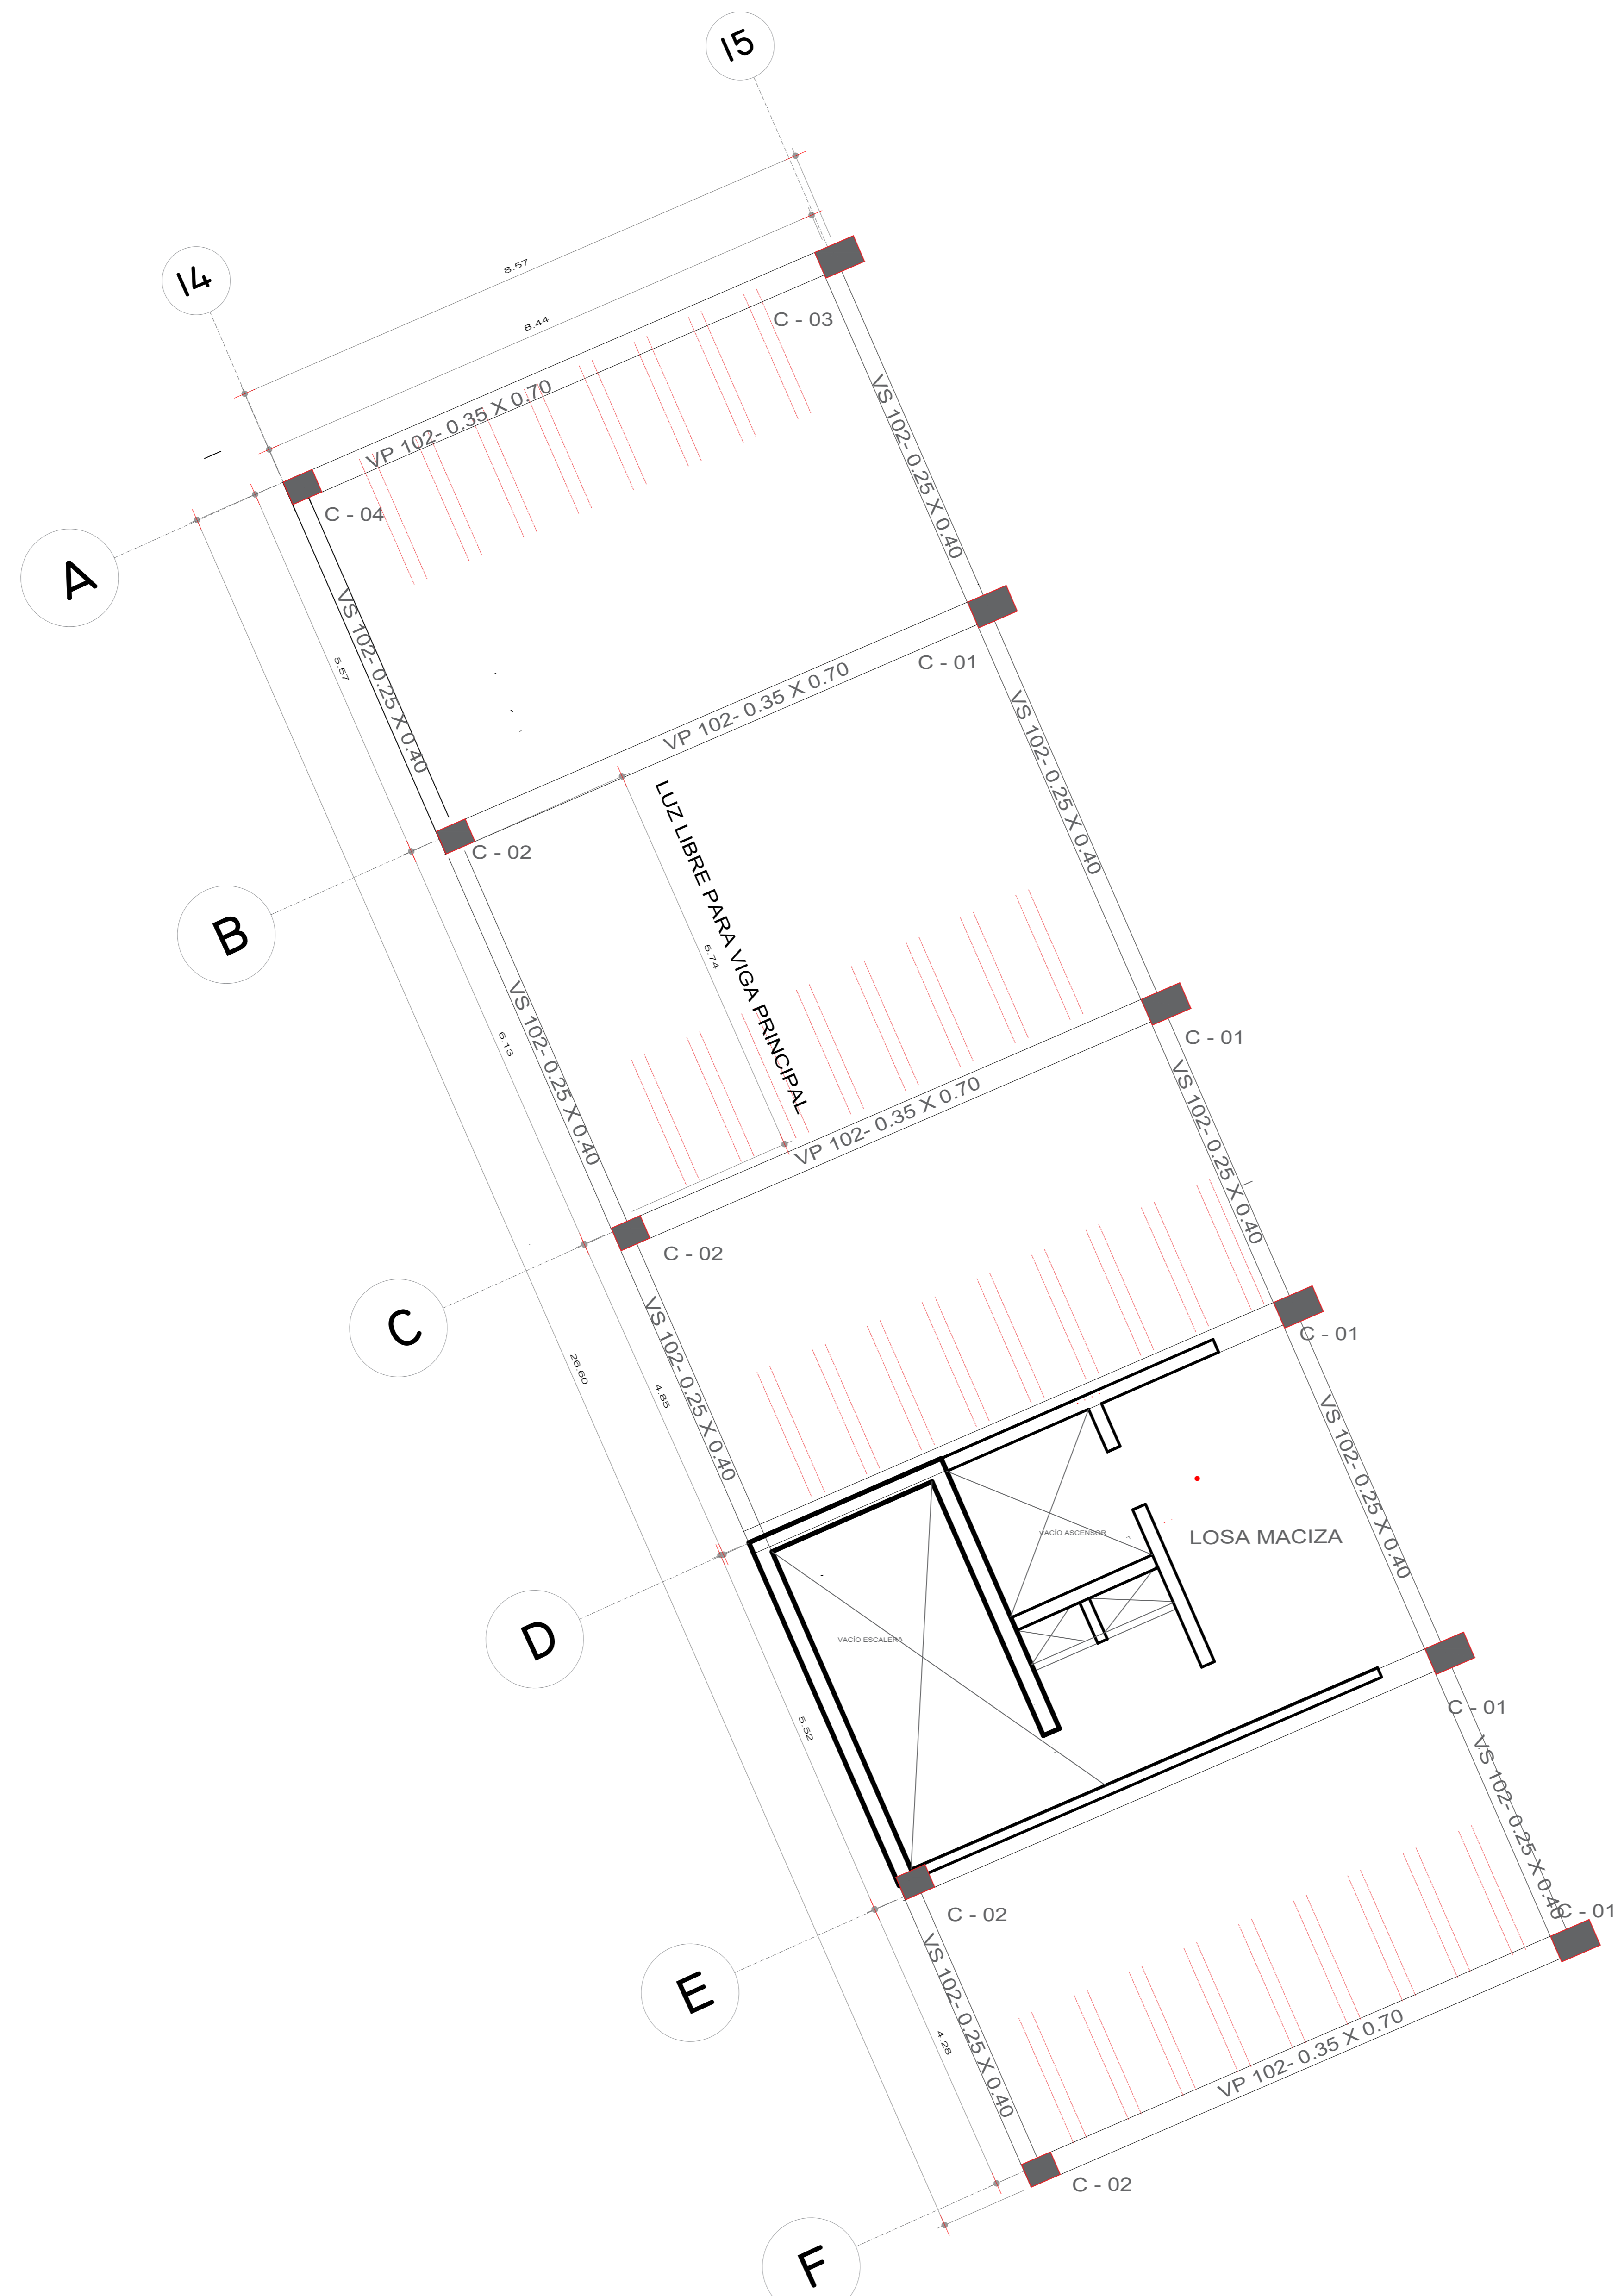 15
14
8.57
8.44
C - 03
VP 102- 0.35 X 0.70
VS 102- 0.25 X 0.40
C - 04
A
VS 102- 0.25 X 0.40
5.57
C - 01
VP 102- 0.35 X 0.70
VS 102- 0.25 X 0.40
LUZ LIBRE PARA VIGA PRINCIPAL
5.74
C - 02
B
VS 102- 0.25 X 0.40
6.13
C - 01
VP 102- 0.35 X 0.70
VS 102- 0.25 X 0.40
C - 02
C
VS 102- 0.25 X 0.40
26.60
4.85
C - 01
VS 102- 0.25 X 0.40
VACÍO ASCENSOR
LOSA MACIZA
D
VACÍO ESCALERA
5.52
C - 01
VS 102- 0.25 X 0.40
C - 01
C - 02
E
VS 102- 0.25 X 0.40
4.28
VP 102- 0.35 X 0.70
C - 02
F